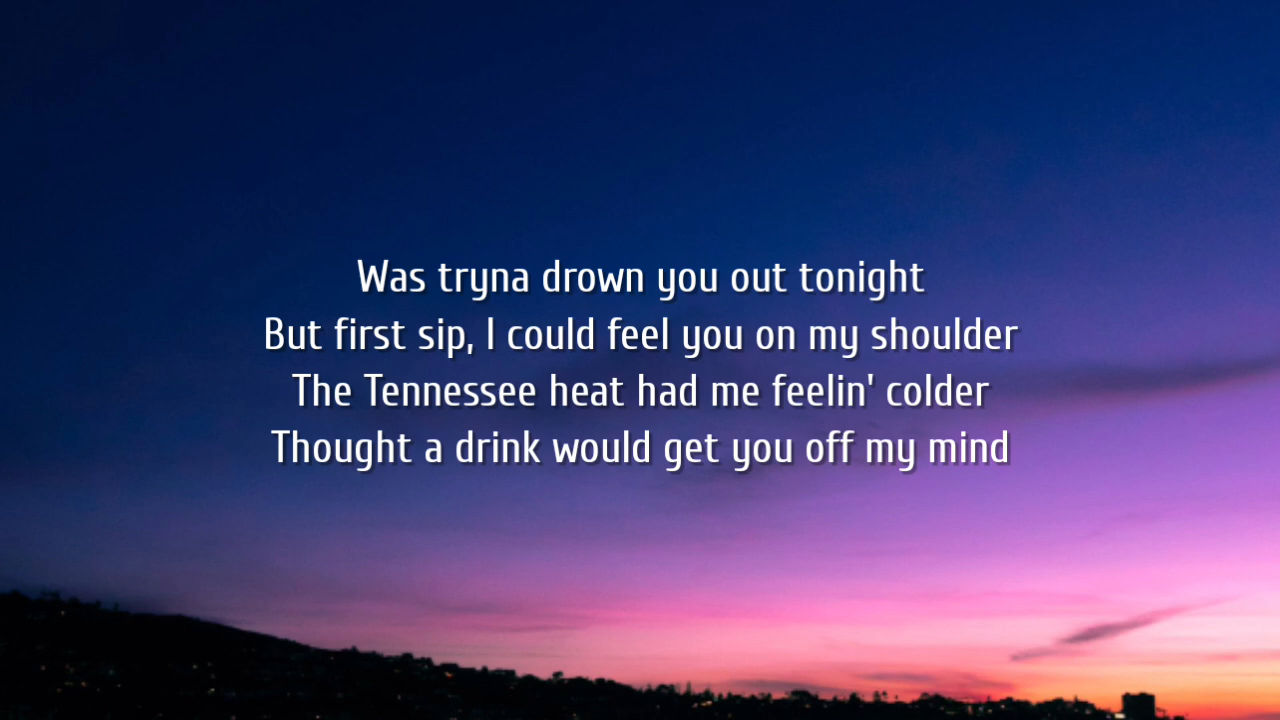 Was tryna drown you out tonight
But first sip, I could feel you on my shoulder
The Tennessee heat had me feelin' colder
Thought a drink would get you off my mind